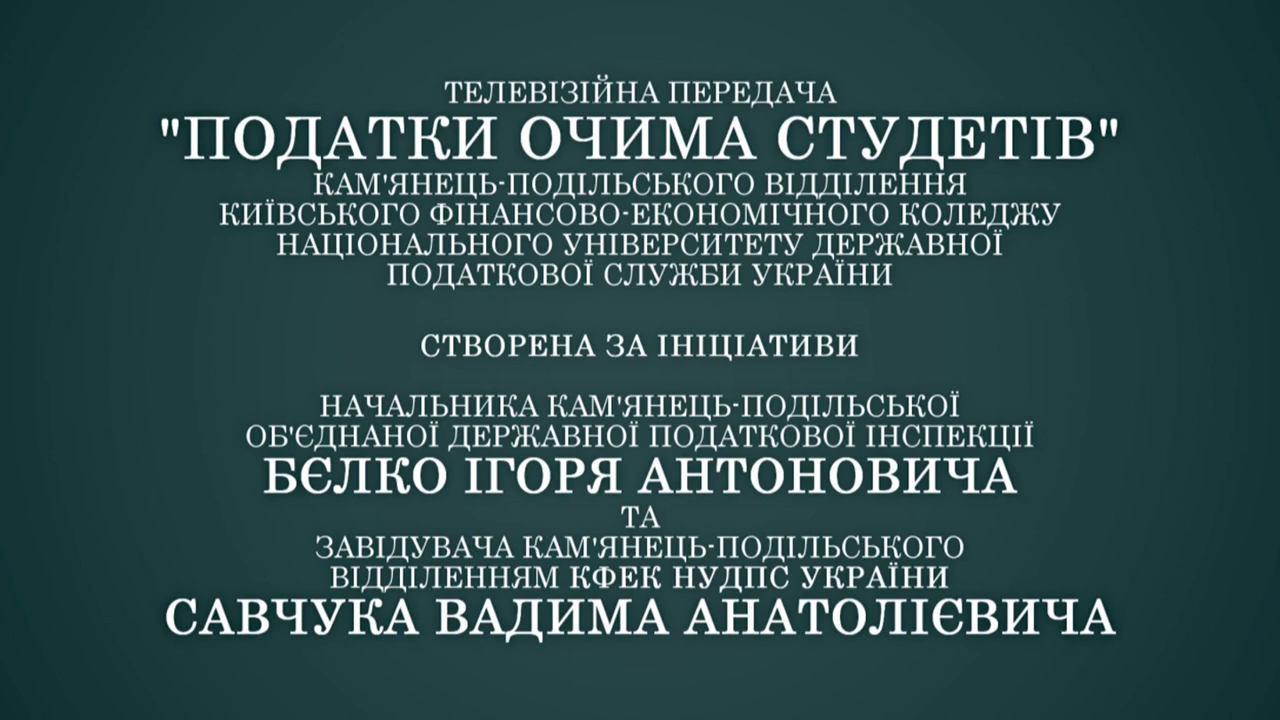 ТЕЛЕВІЗІЙНА ПЕРЕДАЧА
"ПОДАТКИ ОЧИМА СТУДЕТІВ"
КАМ'ЯНЕЦЬ-ПОДІЛЬСЬКОГО ВІДДІЛЕННЯ
КИЇВСЬКОГО ФІНАНСОВО-ЕКОНОМІЧНОГО КОЛЕДЖУ
НАЦІОНАЛЬНОГО УНІВЕРСИТЕТУ ДЕРЖАВНОЇ
ПОДАТКОВОЇ СЛУЖБИ УКРАЇНИ
СТВОРЕНА ЗА ІНІЦІАТИВИ
НАЧАЛЬНИКА КАМ'ЯНЕЦЬ-ПОДІЛЬСЬКОЇ
ОБ'ЄДНАНОЇ ДЕРЖАВНОЇ ПОДАТКОВОЇ ІНСПЕКЦІЇ
БЄЛКО ІГОРЯ АНТОНОВИЧА
ТА
ЗАВІДУВАЧА КАМ'ЯНЕЦЬ-ПОДІЛЬСЬКОГО
ВІДДІЛЕННЯМ КФЕК НУДПС УКРАЇНИ
САВЧУКА ВАДИМА АНАТОЛІЄВИЧА